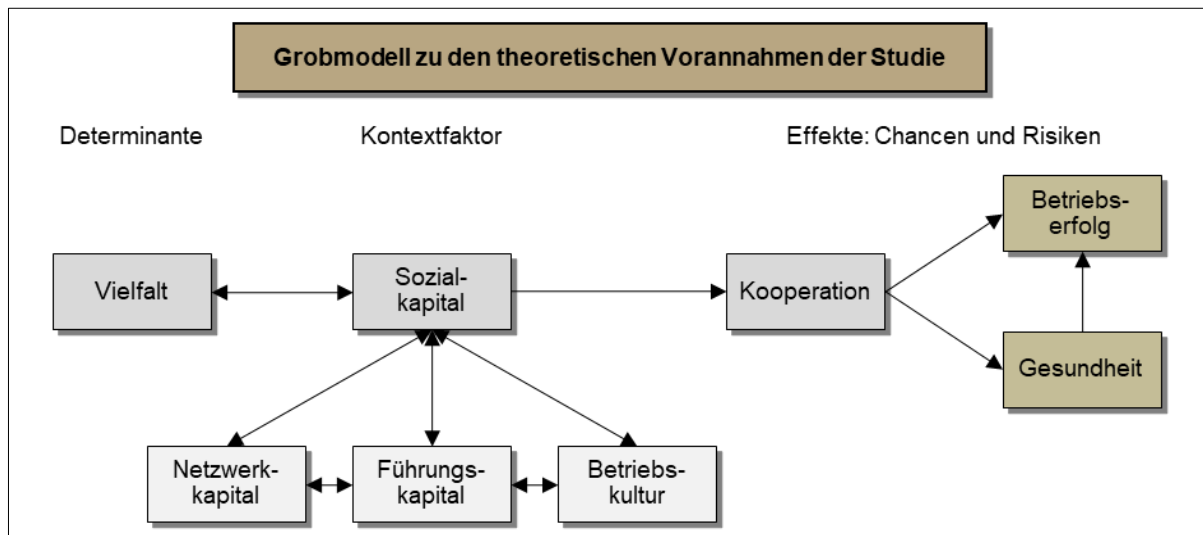 Grobmodell zu den theoretischen Vorannahmen der Studie
Determinante
Kontextfaktor
Effekte: Chancen und Risiken
Betriebs-
erfolg
Vielfalt
Sozial-
kapital
Kooperation
Gesundheit
Netzwerk-
kapital
Führungs-
kapital
Betriebs-
kultur